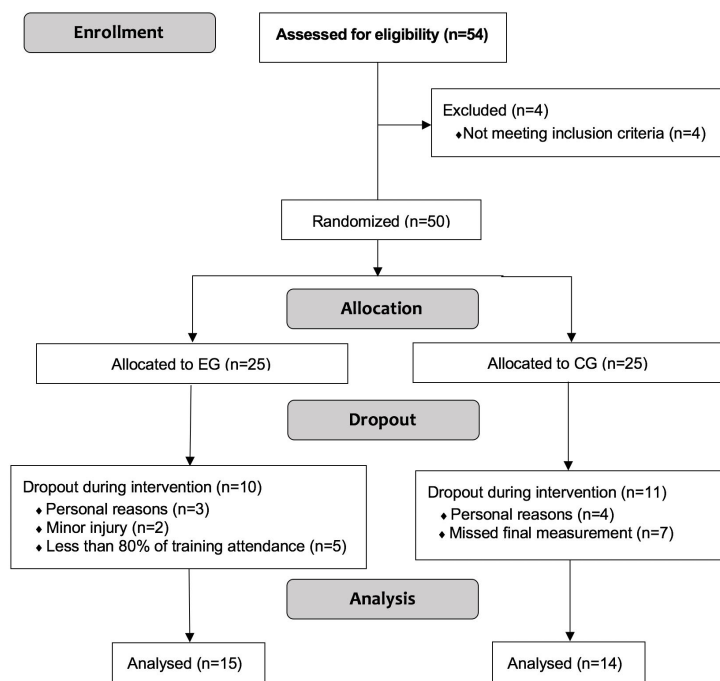 Enrollment
Assessed for eligibility (n=54)
Excluded (n=4)
♦Not meeting inclusion criteria (n=4)
Randomized (n=50)
Allocation
Allocated to EG (n=25)
Allocated to CG (n=25)
Dropout
Dropout during intervention (n=10)
♦ Personal reasons (n=3)
♦ Minor injury (n=2)
♦ Less than 80% of training attendance (n=5)
Dropout during intervention (n=11)
♦ Personal reasons (n=4)
♦ Missed final measurement (n=7)
Analysis
Analysed (n=15)
Analysed (n=14)